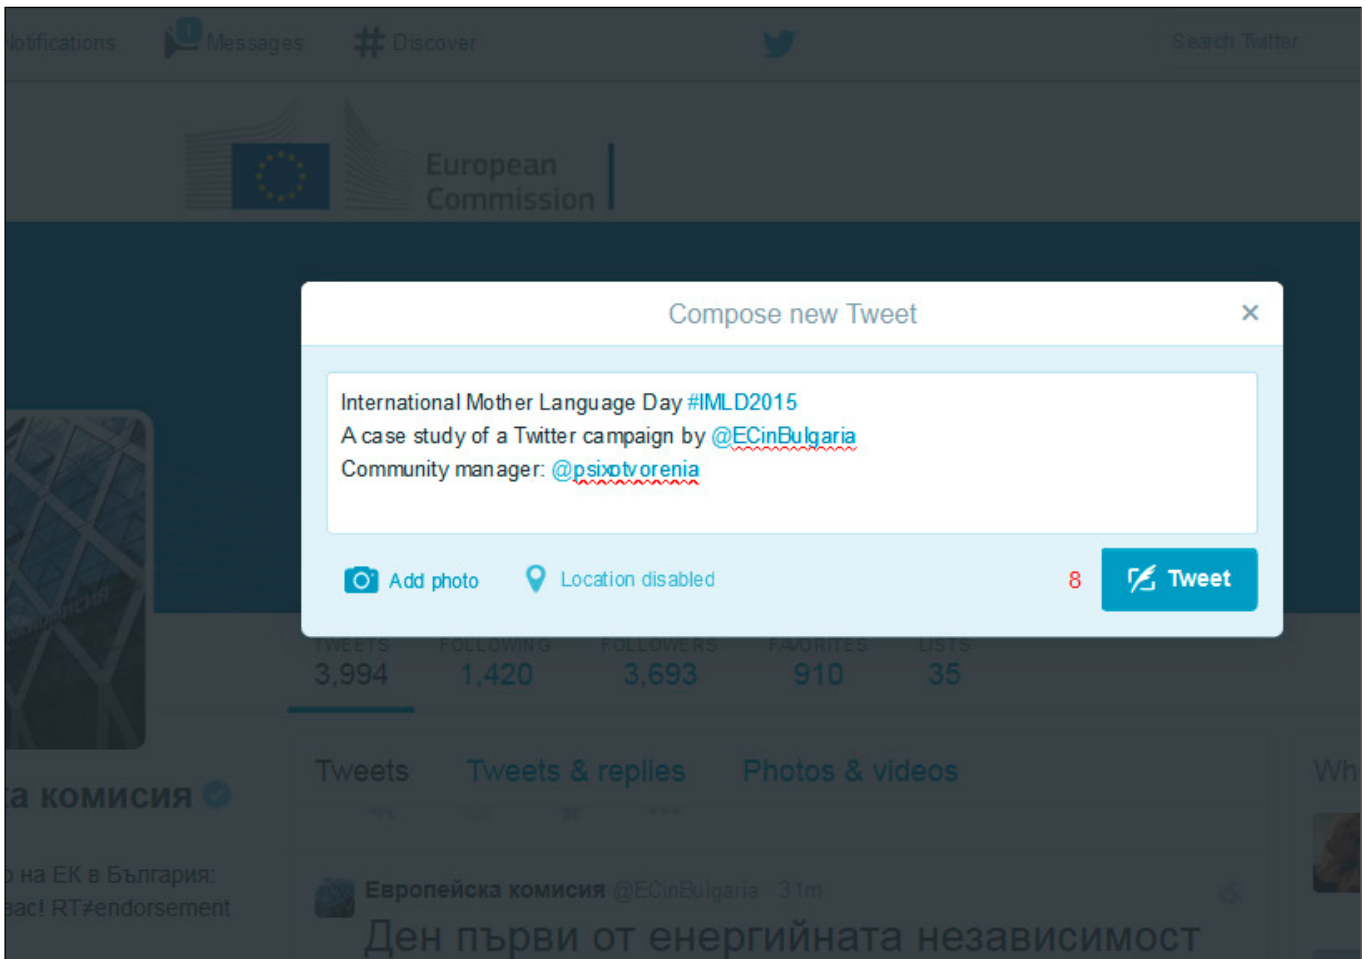 Notifications
1
Messages
Discover
Search Twitter
European
Commission
Compose new Tweet
International Mother Language Day #IMLD2015
A case study of a Twitter campaign by @ECinBulgaria
Community manager: @psixotvorenia
Add photo
Location disabled
8
Tweet
TWEETS FOLLOWING FOLLOWERS FAVORITES LISTS
3,994 1,420 3,693 910 35
Tweets Tweets & replies Photos & videos
Wh
ка комисия
о на ЕК в България:
вас! RT≠endorsement
Европейска комисия @ECinBulgaria · 31m
Ден първи от енергийната независимост